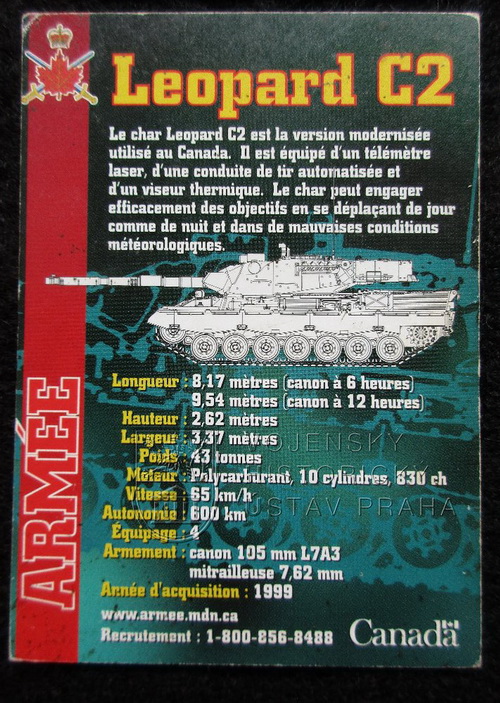 Leopard C2
Le char Leopard C2 est la version modernisée
utilisé au Canada. Il est équipé d'un télémètre
laser, d'une conduite de tir automatisée et
d'un viseur thermique. Le char peut engager
efficacement des objectifs en se déplaçant de jour
comme de nuit et dans de mauvaises conditions
météorologiques.
ARMÉE
Longueur : 8,17 mètres (canon à 6 heures)
9,54 mètres (canon à 12 heures)
Hauteur : 2,62 mètres
Largeur : 3,37 mètres
Poids : 43 tonnes
Moteur : Polycarburant, 10 cylindres, 830 ch
Vitesse : 65 km/h
Autonomie : 600 km
Équipage : 4
Armement : canon 105 mm L7A3
mitrailleuse 7,62 mm
Année d'acquisition : 1999
www.armee.mdn.ca
Recrutement : 1-800-856-8488
Canada
VOJENSKÝ
HISTORICKÝ
ÚSTAV PRAHA